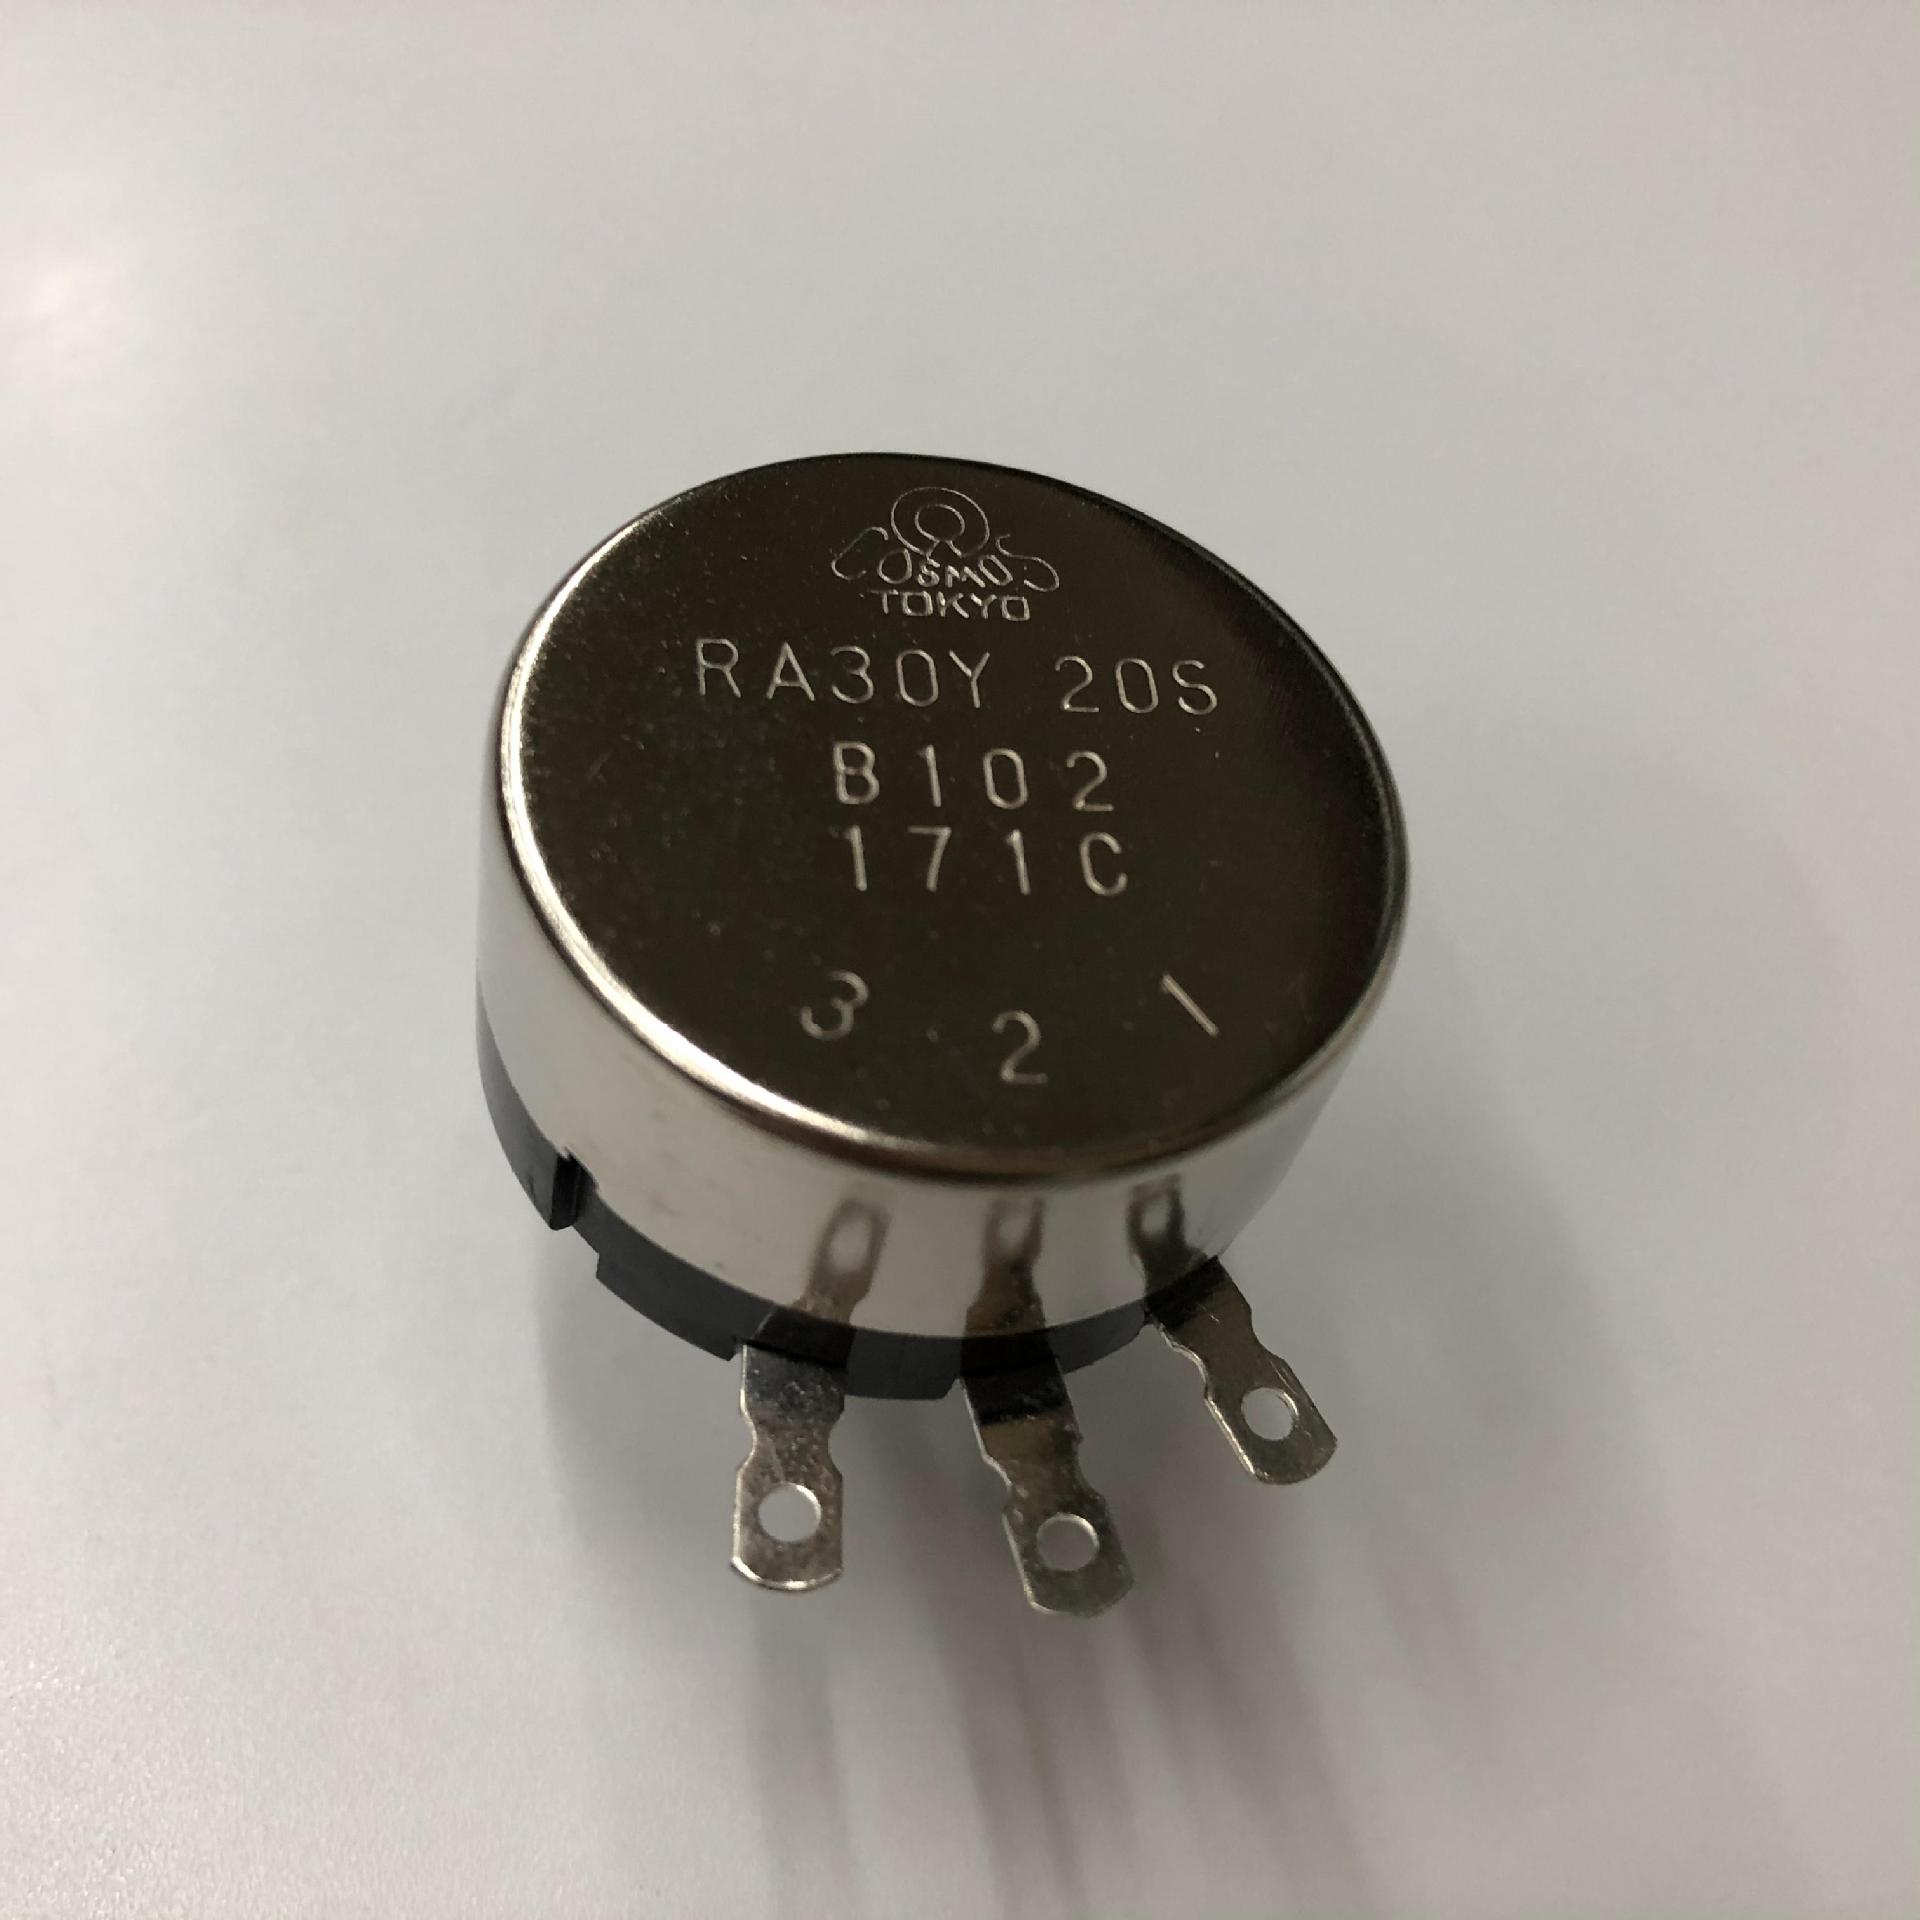 COSMOS
TOKYO
RA30Y 20S
B102
171C
3 2 1